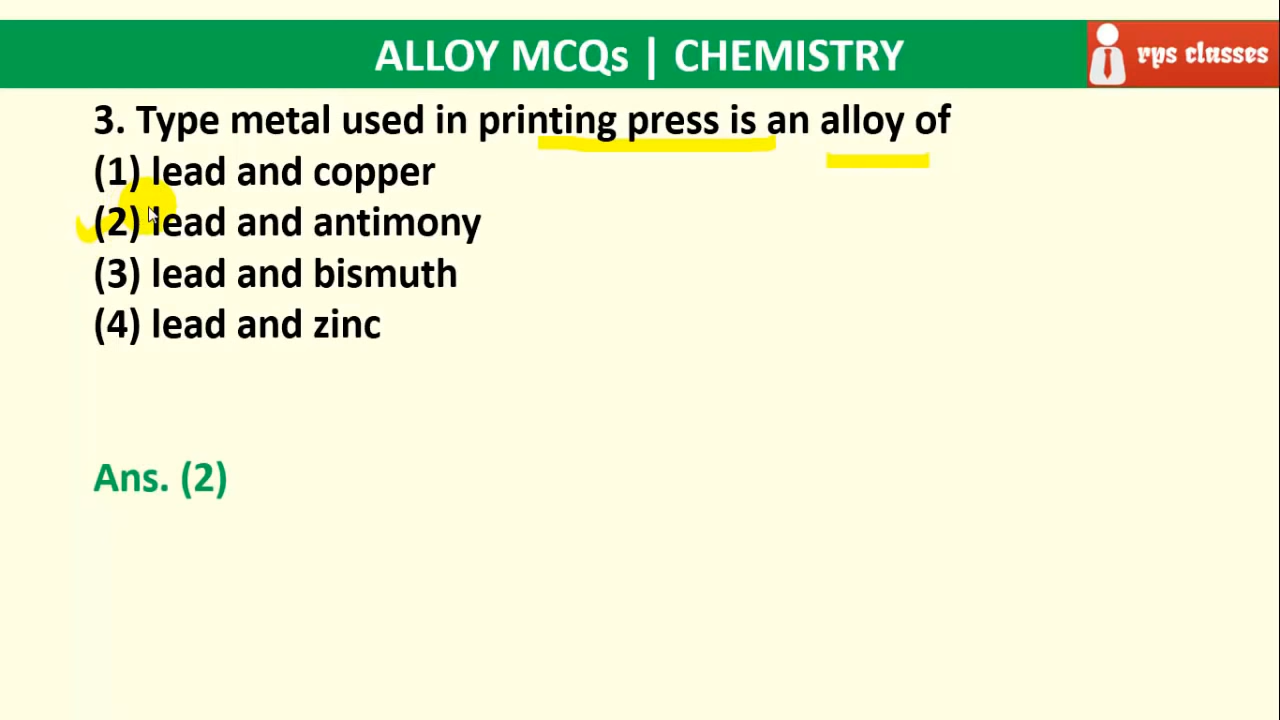 ALLOY MCQs | CHEMISTRY
rps classes
3. Type metal used in printing press is an alloy of
(1) lead and copper
(2) lead and antimony
(3) lead and bismuth
(4) lead and zinc
Ans. (2)